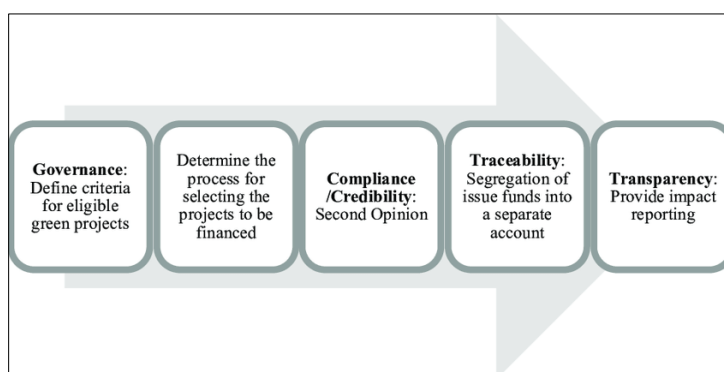 Governance:
Define criteria
for eligible
green projects
Determine the
process for
selecting the
projects to be
financed
Compliance
/Credibility:
Second Opinion
Traceability:
Segregation of
issue funds into
a separate
account
Transparency:
Provide impact
reporting